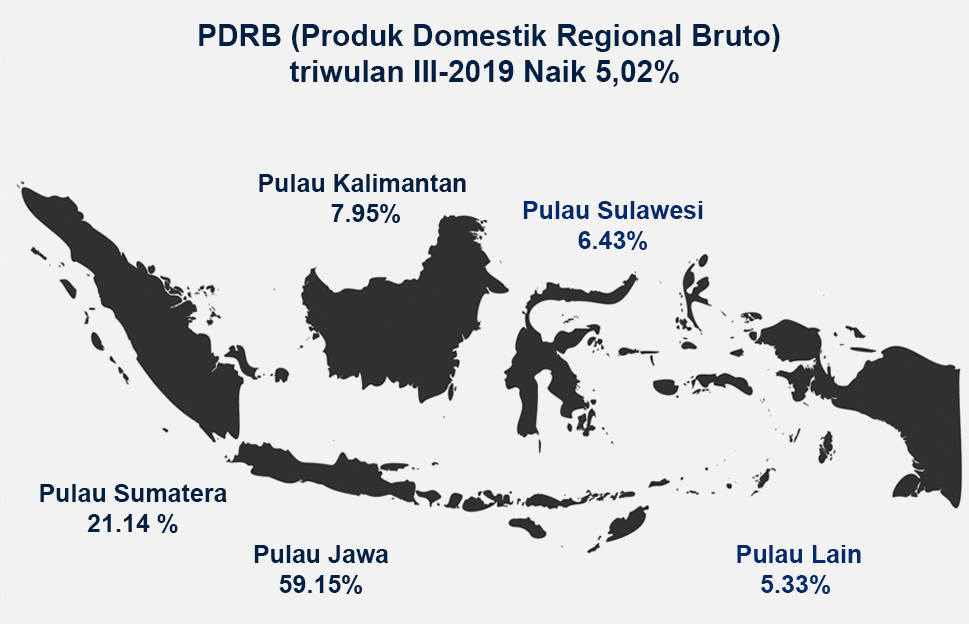 PDRB (Produk Domestik Regional Bruto)
triwulan III-2019 Naik 5,02%
Pulau Kalimantan
7.95%
Pulau Sulawesi
6.43%
Pulau Sumatera
21.14 %
Pulau Jawa
59.15%
Pulau Lain
5.33%